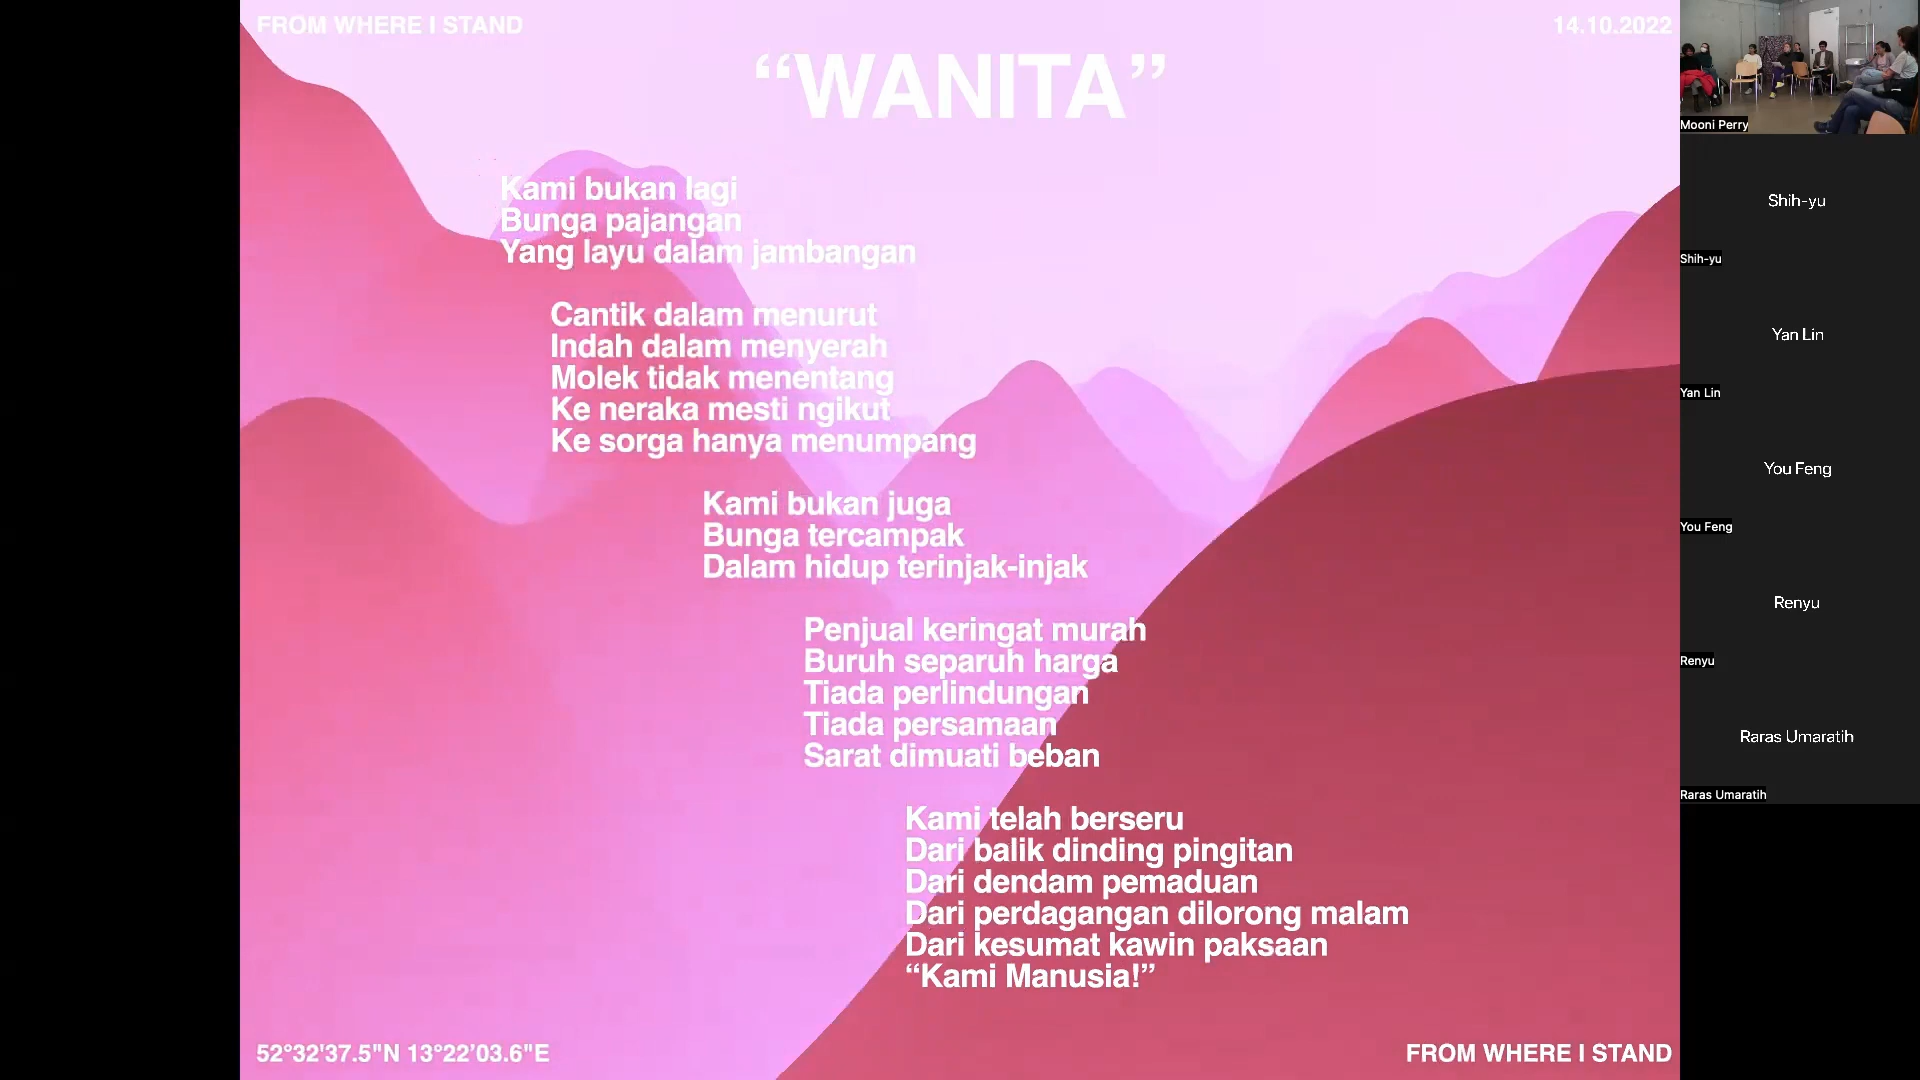 FROM WHERE I STAND
14.10.2022
“WANITA”
Kami bukan lagi
Bunga pajangan
Yang layu dalam jambangan
Cantik dalam menurut
Indah dalam menyerah
Molek tidak menentang
Ke neraka mesti ngikut
Ke sorga hanya menumpang
Kami bukan juga
Bunga tercampak
Dalam hidup terinjak-injak
Penjual keringat murah
Buruh separuh harga
Tiada perlindungan
Tiada persamaan
Sarat dimuati beban
Kami telah berseru
Dari balik dinding pingitan
Dari dendam pemaduan
Dari perdagangan dilorong malam
Dari kesumat kawin paksaan
“Kami Manusia!”
52°32'37.5"N 13°22’03.6"E
FROM WHERE I STAND
Mooni Perry
Shih-yu
Shih-yu
Yan Lin
Yan Lin
You Feng
You Feng
Renyu
Renyu
Raras Umaratih
Raras Umaratih